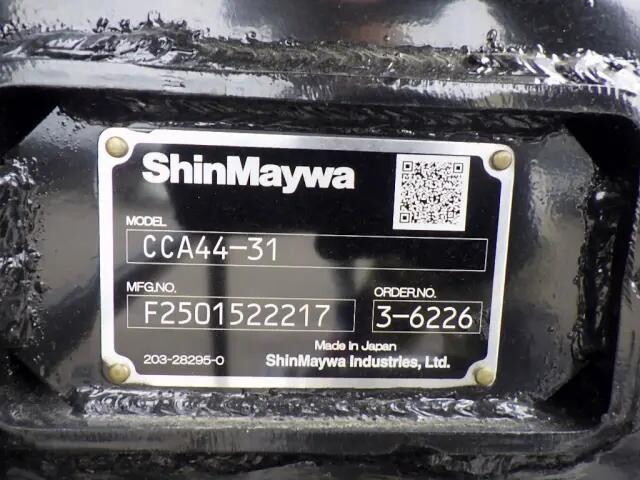 ShinMaywa
MODEL
CCA44-31
MFG.NO. ORDER.NO.
F2501522217 3-6226
Made in Japan
203-28295-0 ShinMaywa Industries, Ltd.